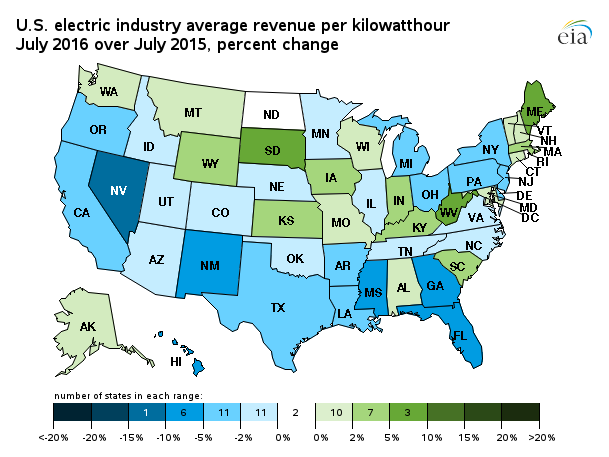 U.S. electric industry average revenue per kilowatthour
July 2016 over July 2015, percent change
eia
WA
MT
ND
MN
ME
OR
ID
SD
WI
MI
NY
VT
NH
MA
RI
CT
NJ
WY
IA
NE
PA
DE
MD
DC
NV
UT
CO
IL
IN
OH
WV
VA
CA
KS
MO
KY
NC
TN
AZ
NM
OK
AR
SC
MS
AL
GA
TX
LA
FL
AK
HI
number of states in each range:
1 6 11 11 2 10 7 3
<-20% -20% -15% -10% -5% -2% 0% 0% 2% 5% 10% 15% 20% >20%